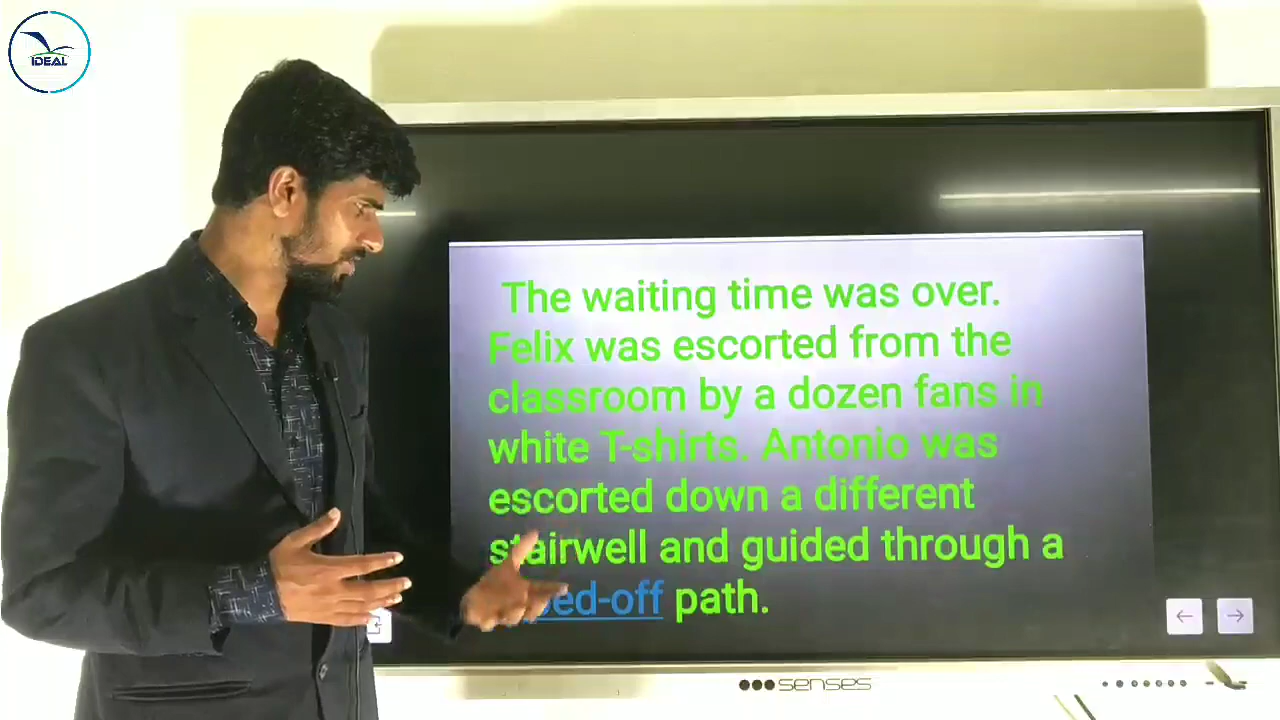 IDEAL
The waiting time was over.
Felix was escorted from the
classroom by a dozen fans in
white T-shirts. Antonio was
escorted down a different
stairwell and guided through a
path.
senses